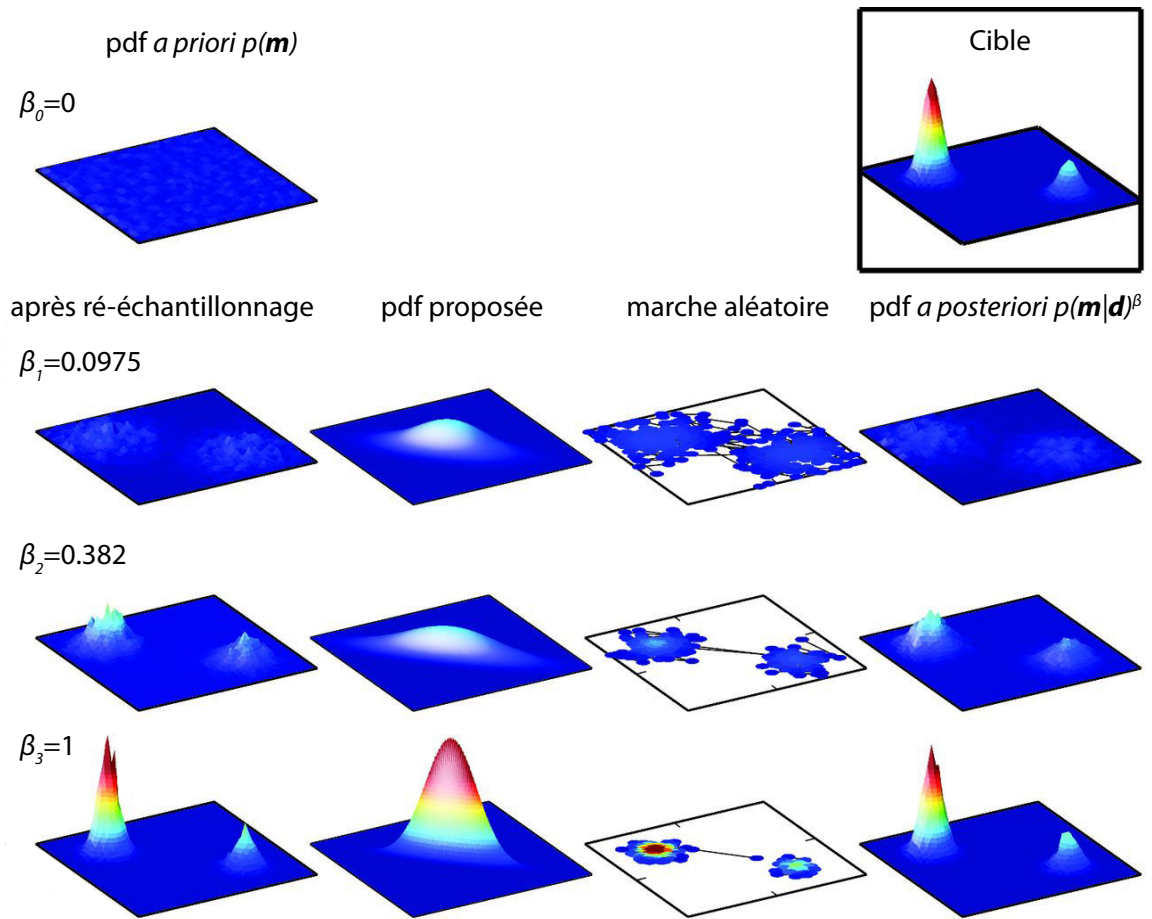 pdf a priori p(m)
Cible
β0=0
après ré-échantillonnage
pdf proposée
marche aléatoire
pdf a posteriori p(m|d)^β
β1=0.0975
β2=0.382
β3=1